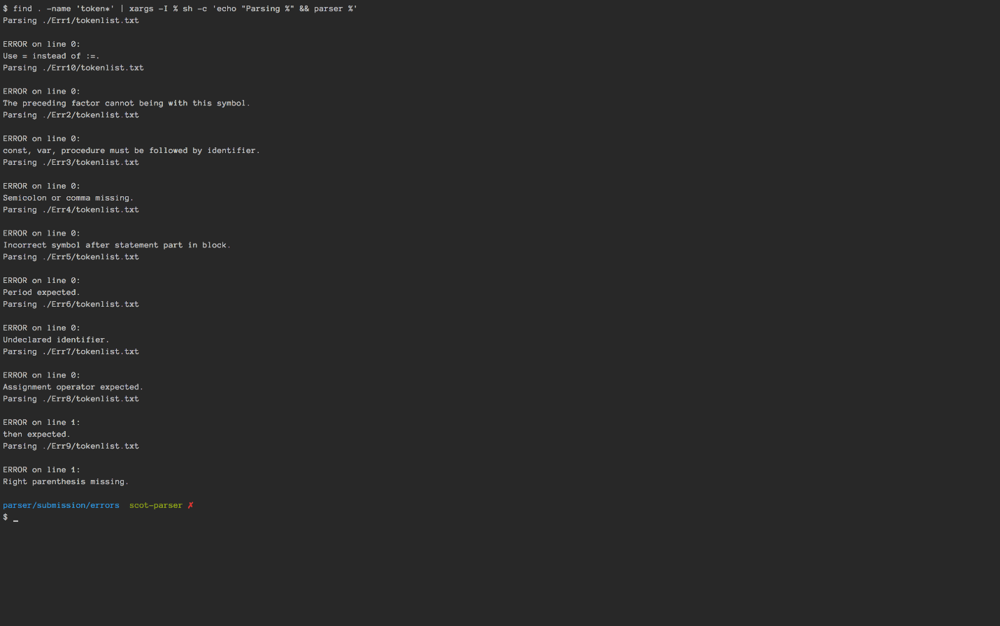 $ find . -name 'token*' | xargs -I % sh -c 'echo "Parsing %" && parser %'
Parsing ./Err1/tokenlist.txt
ERROR on line 0:
Use = instead of :=.
Parsing ./Err10/tokenlist.txt
ERROR on line 0:
The preceding factor cannot being with this symbol.
Parsing ./Err2/tokenlist.txt
ERROR on line 0:
const, var, procedure must be followed by identifier.
Parsing ./Err3/tokenlist.txt
ERROR on line 0:
Semicolon or comma missing.
Parsing ./Err4/tokenlist.txt
ERROR on line 0:
Incorrect symbol after statement part in block.
Parsing ./Err5/tokenlist.txt
ERROR on line 0:
Period expected.
Parsing ./Err6/tokenlist.txt
ERROR on line 0:
Undeclared identifier.
Parsing ./Err7/tokenlist.txt
ERROR on line 0:
Assignment operator expected.
Parsing ./Err8/tokenlist.txt
ERROR on line 1:
then expected.
Parsing ./Err9/tokenlist.txt
ERROR on line 1:
Right parenthesis missing.
parser/submission/errors scot-parser ✗
$ _